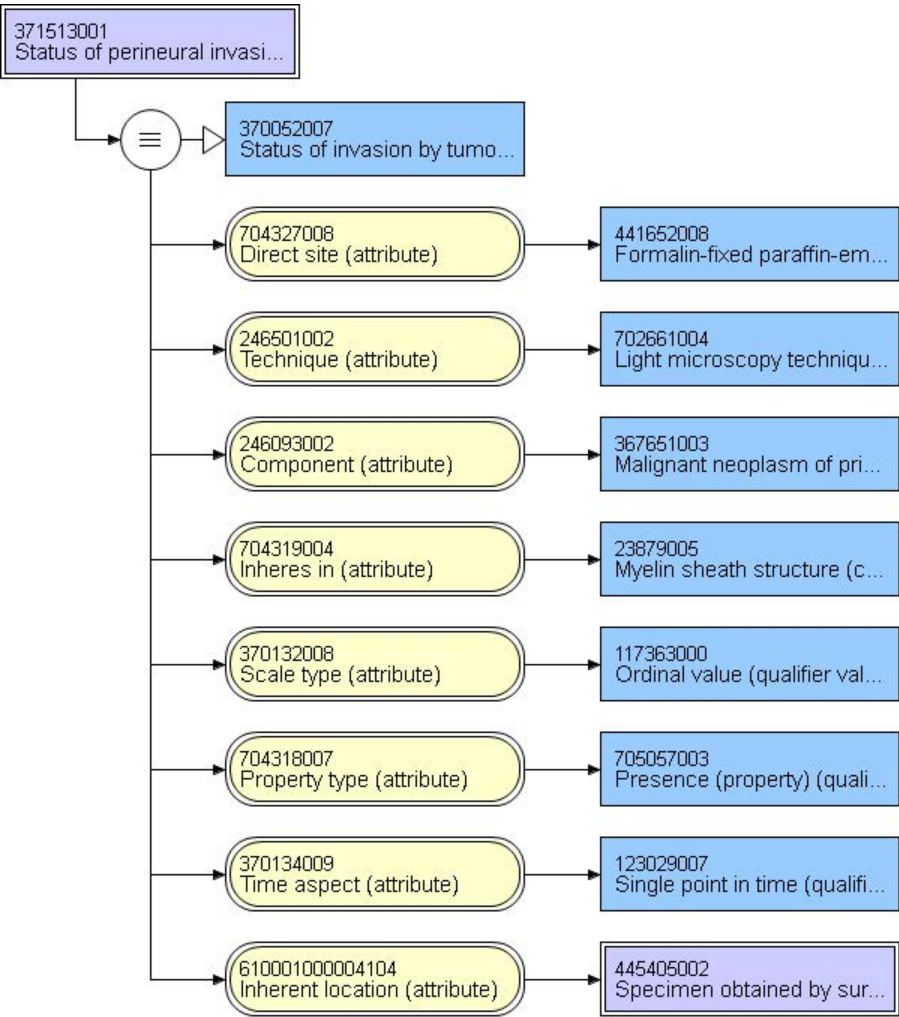 371513001
Status of perineural invasi...
370052007
Status of invasion by tumo...
704327008
Direct site (attribute)
441652008
Formalin-fixed paraffin-em...
246501002
Technique (attribute)
702661004
Light microscopy techniqu...
246093002
Component (attribute)
367651003
Malignant neoplasm of pri...
704319004
Inheres in (attribute)
23879005
Myelin sheath structure (c...
370132008
Scale type (attribute)
117363000
Ordinal value (qualifier val...
704318007
Property type (attribute)
705057003
Presence (property) (quali...
370134009
Time aspect (attribute)
123029007
Single point in time (qualifi...
610001000004104
Inherent location (attribute)
445405002
Specimen obtained by sur...